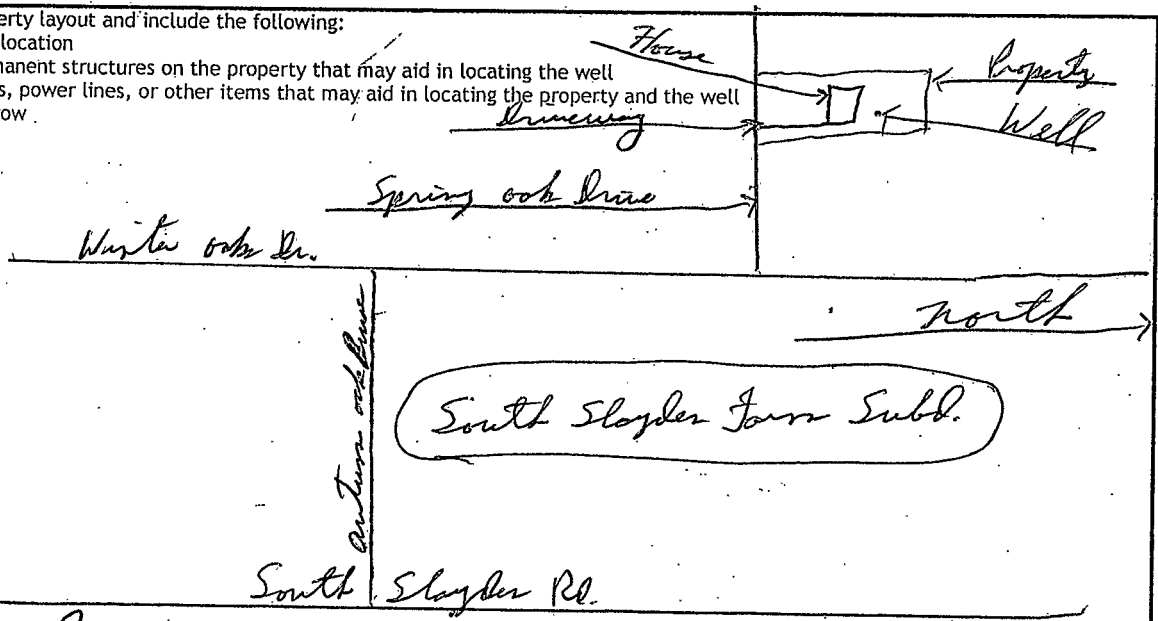 erty layout and include the following:
location
nanent structures on the property that may aid in locating the well
s, power lines, or other items that may aid in locating the property and the well
ow
House
Property
Driveway
Well
Spring oak Drive
Winter oak Dr.
north
autumn oak Drive
South Slayden Farm Subd.
South Slayden Rd.